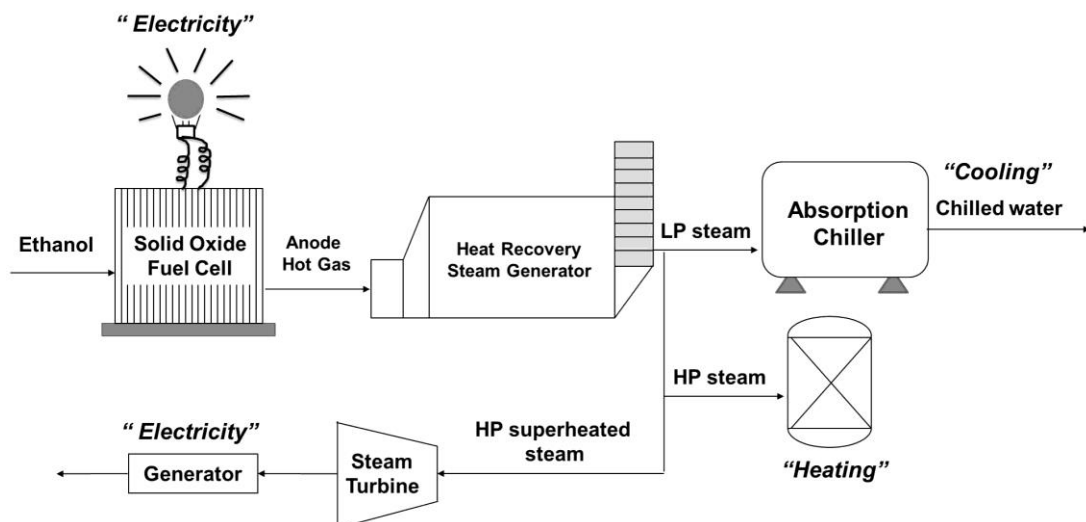 “ Electricity”
Ethanol
Solid Oxide
Fuel Cell
Anode
Hot Gas
Heat Recovery
Steam Generator
LP steam
Absorption
Chiller
“Cooling”
Chilled water
HP steam
“Heating”
HP superheated
steam
Steam
Turbine
“ Electricity”
Generator